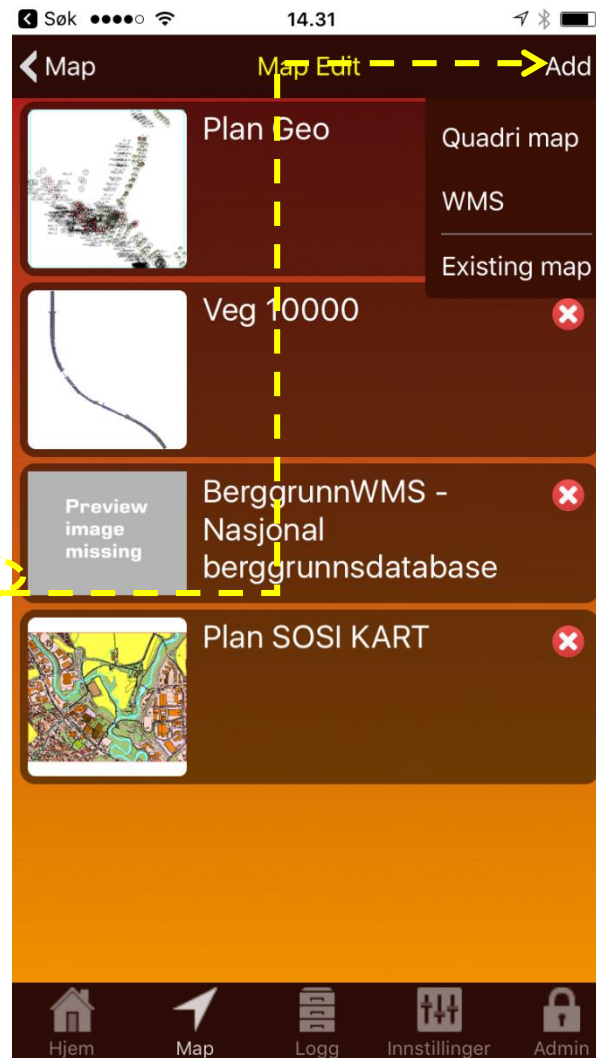 Søk
14.31
Map
Map Edit
Add
Plan Geo
Quadri map
WMS
Existing map
Veg 10000
Preview
image
missing
BerggrunnWMS -
Nasjonal
berggrunnsdatabase
Plan SOSI KART
Hjem
Map
Logg
Innstillinger
Admin